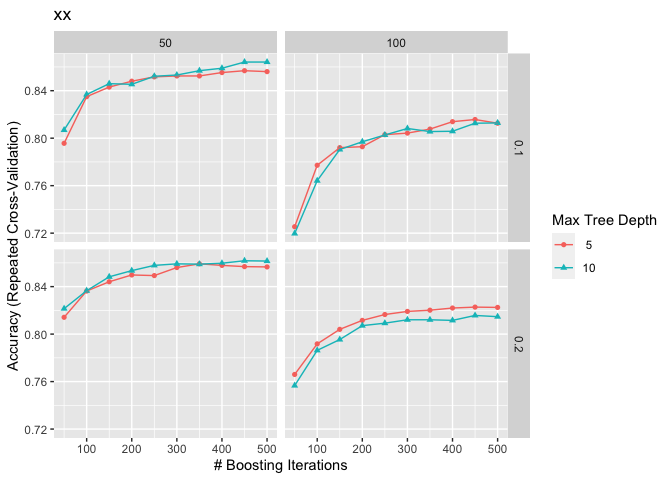 xx
50 100
0.84
0.80
0.76
0.72
0.1
0.84
0.80
0.76
0.72
0.2
100 200 300 400 500 100 200 300 400 500
# Boosting Iterations
Accuracy (Repeated Cross-Validation)
Max Tree Depth
5
10